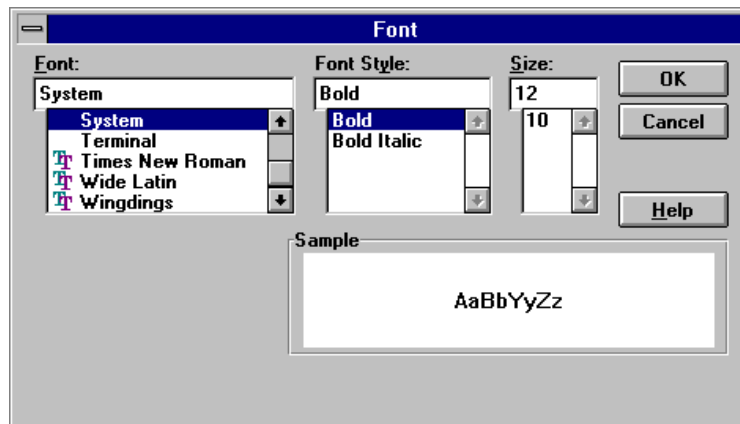 Font
Font:
System
System
Terminal
Times New Roman
Wide Latin
Wingdings
Font Style:
Bold
Bold
Bold Italic
Size:
12
10
OK
Cancel
Help
Sample
AaBbYyZz